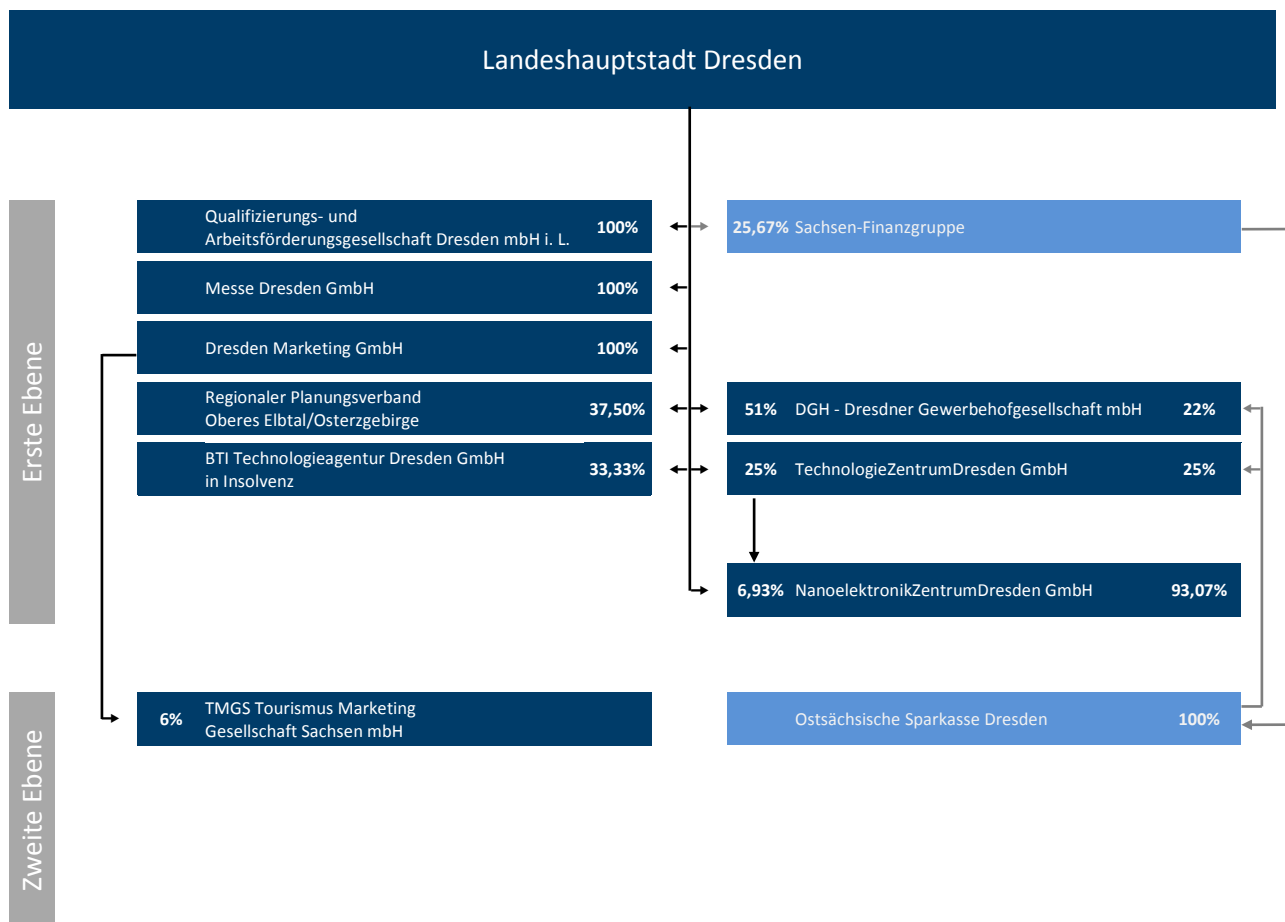 Landeshauptstadt Dresden
Erste Ebene
Qualifizierungs- und
Arbeitsförderungsgesellschaft Dresden mbH i. L.
100%
25,67% Sachsen-Finanzgruppe
Messe Dresden GmbH 100%
Dresden Marketing GmbH 100%
Regionaler Planungsverband
Oberes Elbtal/Osterzgebirge
37,50%
51% DGH - Dresdner Gewerbehofgesellschaft mbH 22%
BTI Technologieagentur Dresden GmbH
in Insolvenz
33,33%
25% TechnologieZentrumDresden GmbH 25%
6,93% NanoelektronikZentrumDresden GmbH 93,07%
Zweite Ebene
6%
TMGS Tourismus Marketing
Gesellschaft Sachsen mbH
Ostsächsische Sparkasse Dresden 100%